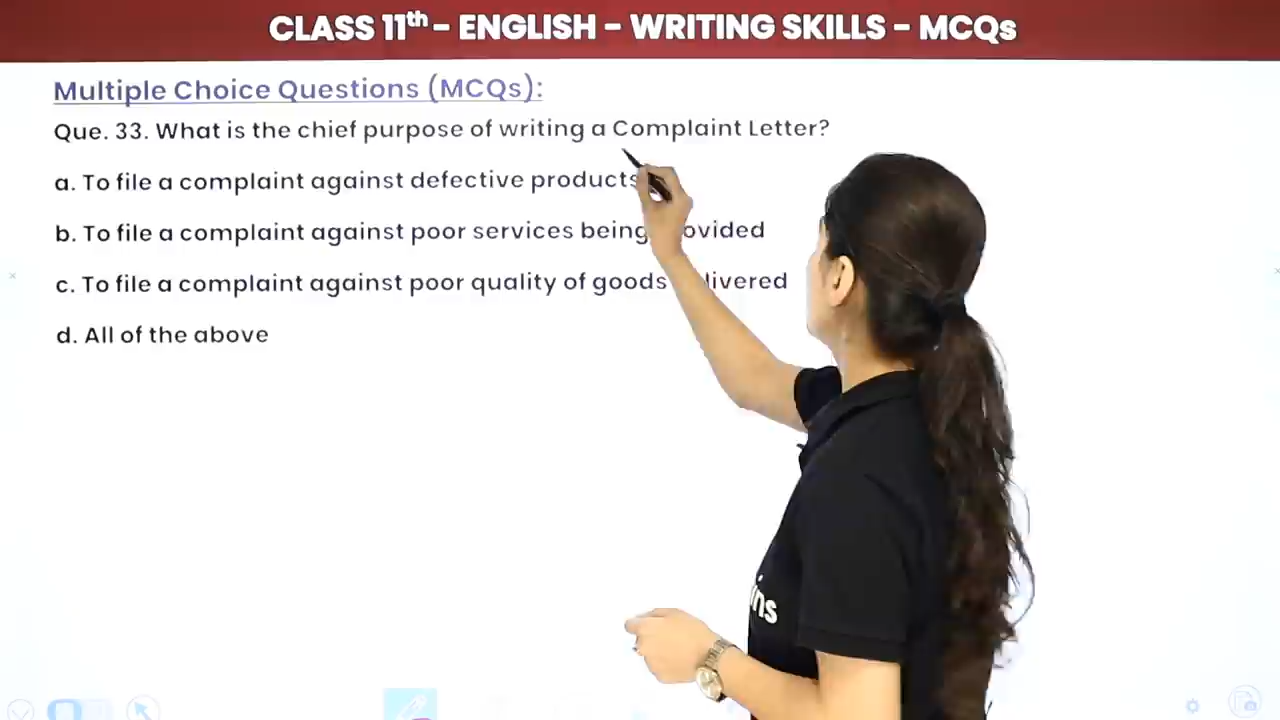 CLASS 11th – ENGLISH – WRITING SKILLS – MCQs
Multiple Choice Questions (MCQs):
Que. 33. What is the chief purpose of writing a Complaint Letter?
a. To file a complaint against defective products
b. To file a complaint against poor services being
c. To file a complaint against poor quality of goods
d. All of the above